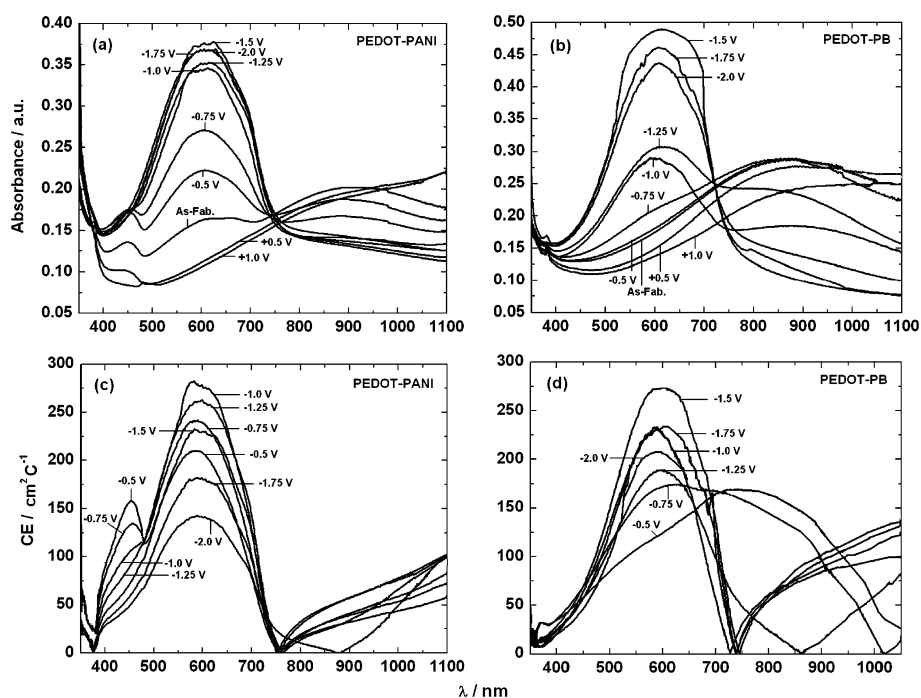 (a)
PEDOT-PANI
-1.5 V
-1.75 V
-2.0 V
-1.25 V
-1.0 V
-0.75 V
-0.5 V
As-Fab.
+0.5 V
+1.0 V
0.40
0.35
0.30
0.25
0.20
0.15
0.10
0.05
Absorbance / a.u.
400 500 600 700 800 900 1000 1100
(b)
PEDOT-PB
-1.5 V
-1.75 V
-2.0 V
-1.25 V
-1.0 V
-0.75 V
-0.5 V
As-Fab.
+0.5 V
+1.0 V
0.50
0.45
0.40
0.35
0.30
0.25
0.20
0.15
0.10
0.05
400 500 600 700 800 900 1000 1100
(c)
PEDOT-PANI
-1.0 V
-1.25 V
-1.5 V
-0.75 V
-0.5 V
-0.5 V
-1.75 V
-0.75 V
-2.0 V
-1.0 V
-1.25 V
300
250
200
150
100
50
0
CE / cm²C⁻¹
400 500 600 700 800 900 1000 1100
(d)
PEDOT-PB
-1.5 V
-1.75 V
-1.0 V
-2.0 V
-1.25 V
-0.75 V
-0.5 V
300
250
200
150
100
50
0
400 500 600 700 800 900 1000
λ / nm